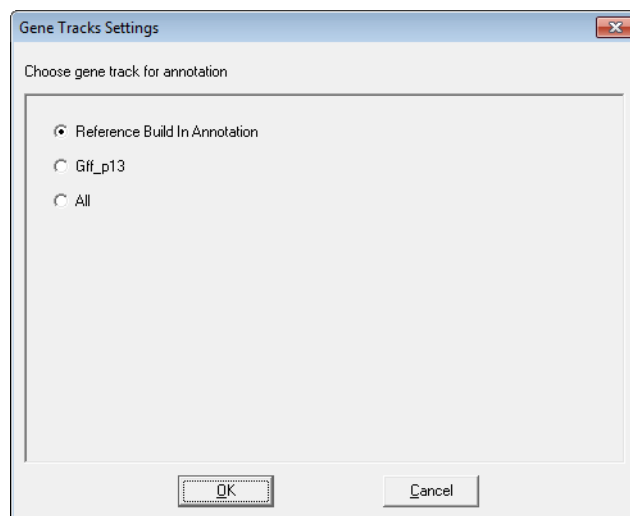 Gene Tracks Settings
Choose gene track for annotation
Reference Build In Annotation
Gff_p13
All
OK
Cancel